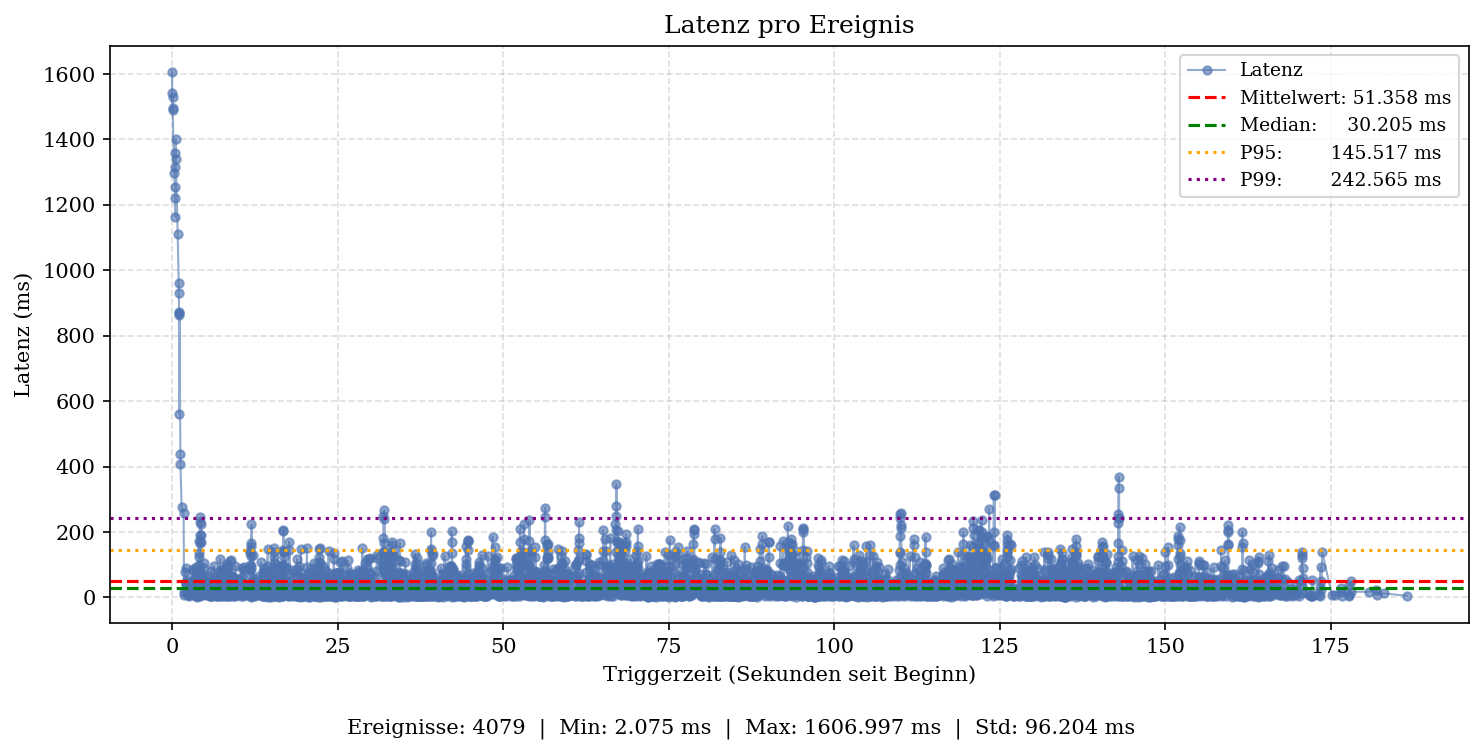 Latenz pro Ereignis
Latenz (ms)
1600
1400
1200
1000
800
600
400
200
0
Latenz
Mittelwert: 51.358 ms
Median: 30.205 ms
P95: 145.517 ms
P99: 242.565 ms
0 25 50 75 100 125 150 175
Triggerzeit (Sekunden seit Beginn)
Ereignisse: 4079 | Min: 2.075 ms | Max: 1606.997 ms | Std: 96.204 ms